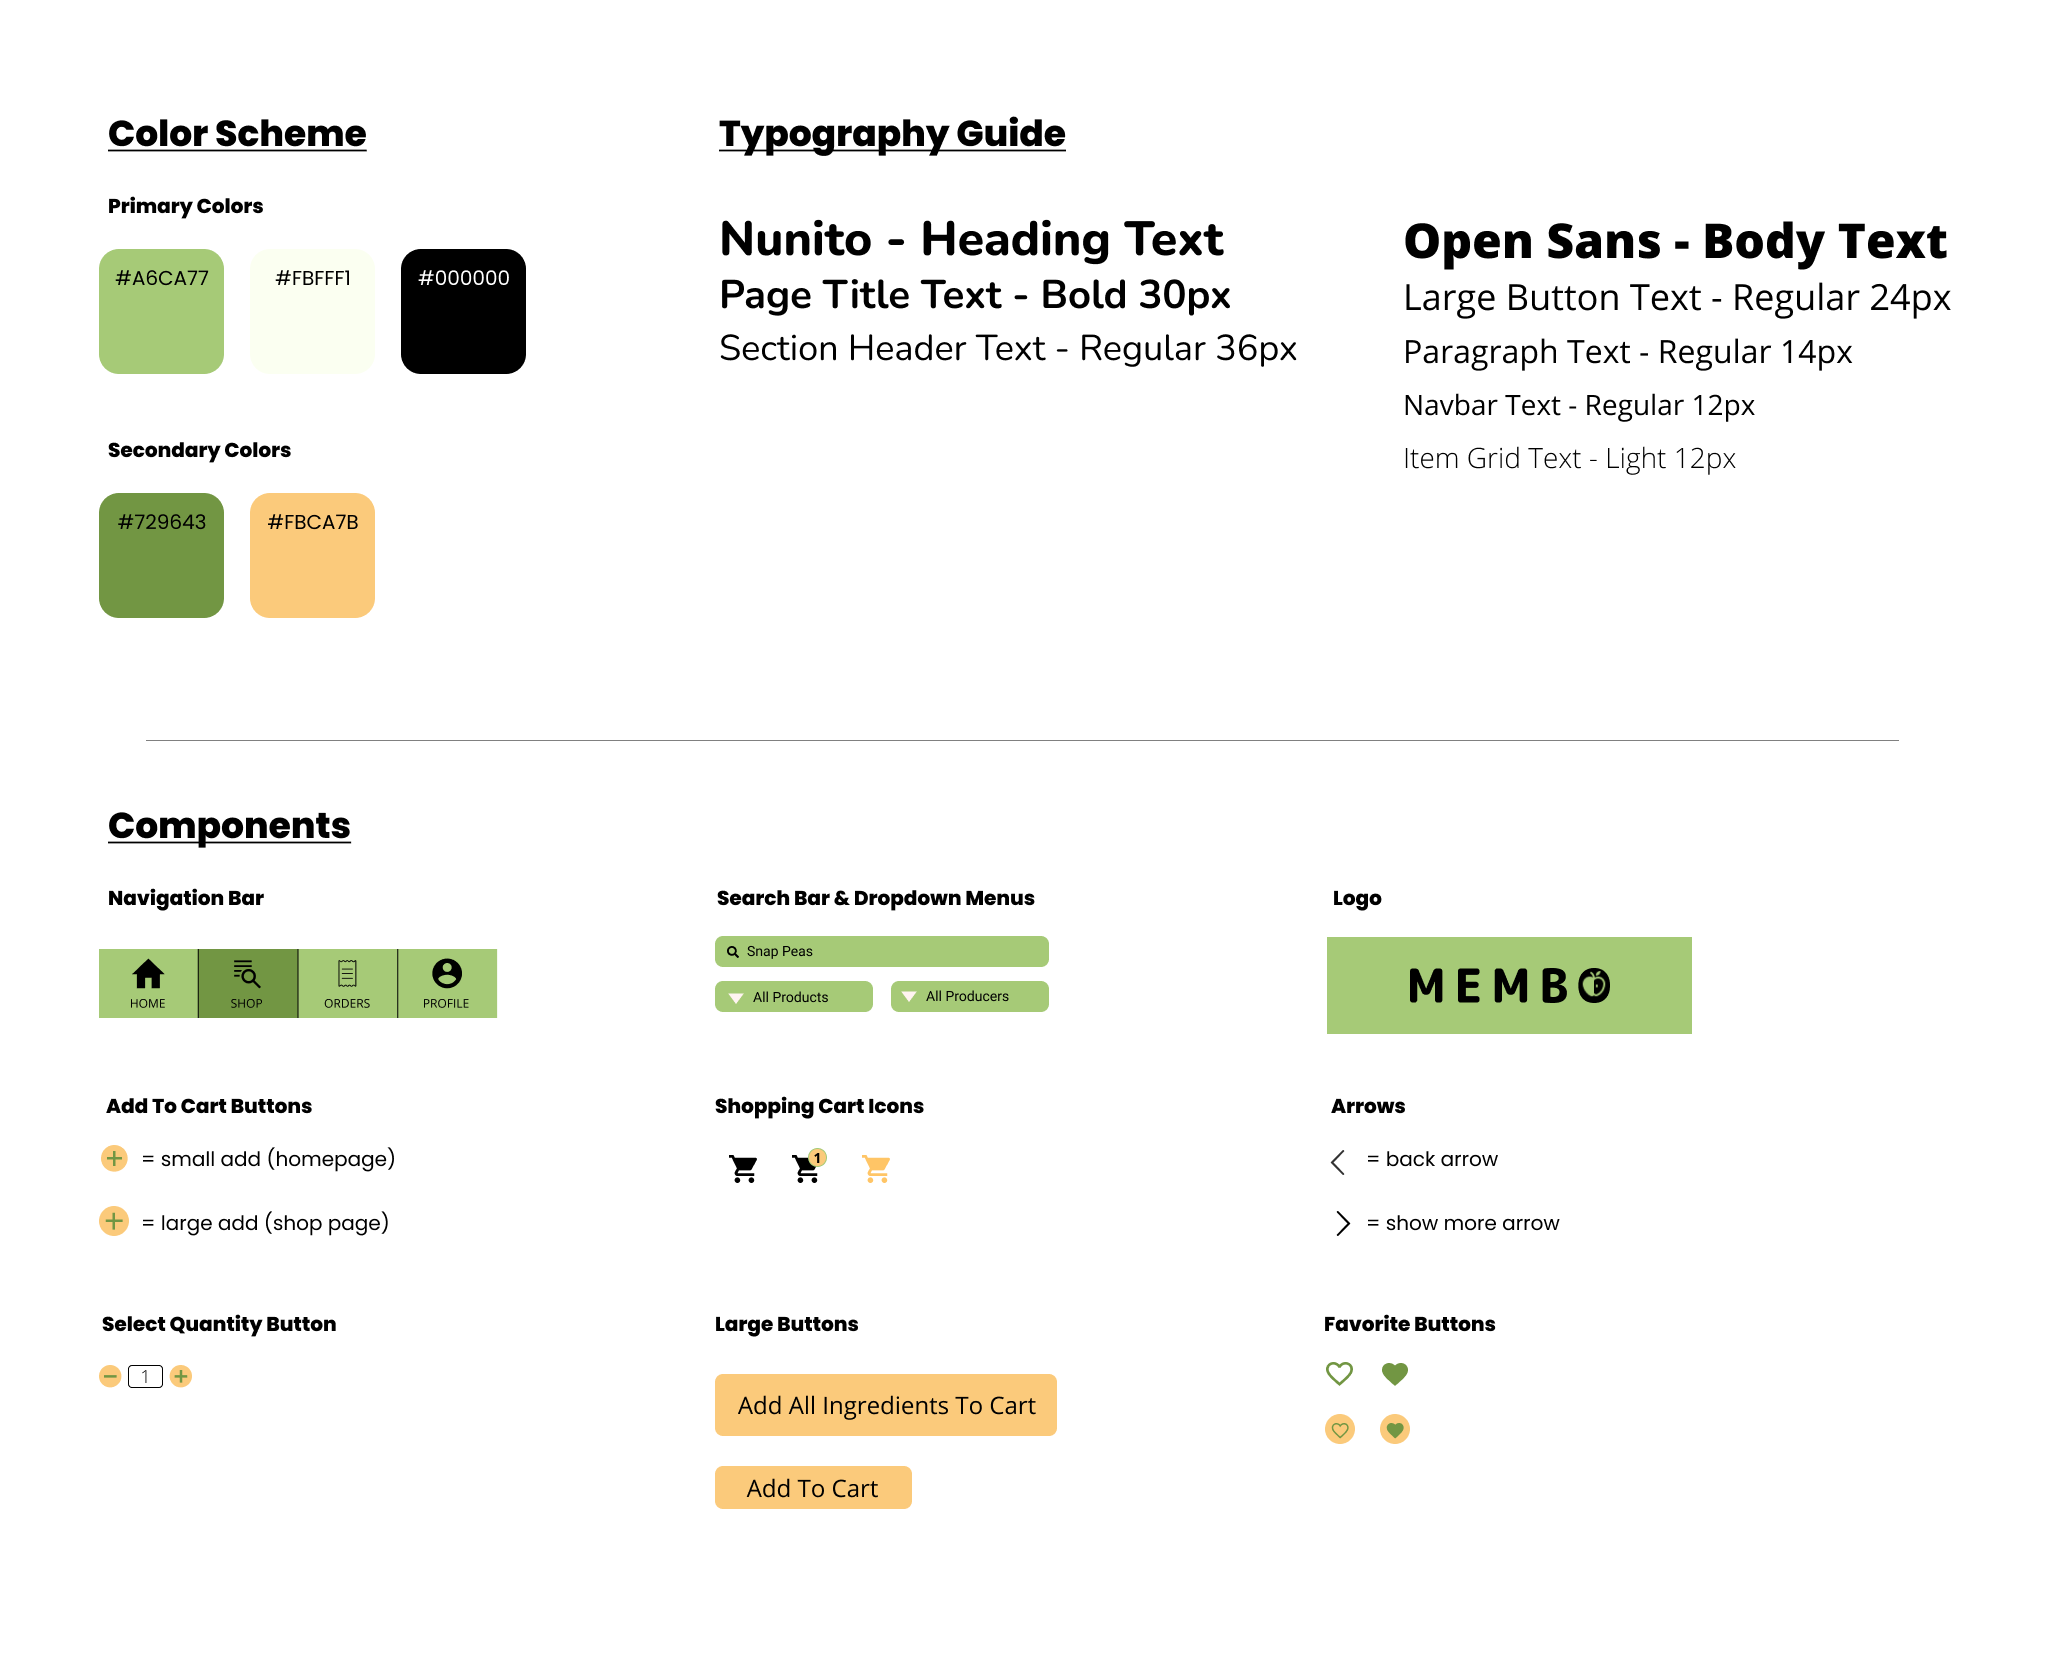 Color Scheme
Primary Colors
#A6CA77
#FBFFF1
#000000
Secondary Colors
#729643
#FBCA7B
Typography Guide
Nunito - Heading Text
Page Title Text - Bold 30px
Section Header Text - Regular 36px
Open Sans - Body Text
Large Button Text - Regular 24px
Paragraph Text - Regular 14px
Navbar Text - Regular 12px
Item Grid Text - Light 12px
Components
Navigation Bar
HOME
SHOP
ORDERS
PROFILE
Search Bar & Dropdown Menus
Snap Peas
All Products
All Producers
Logo
MEMBO
Add To Cart Buttons
= small add (homepage)
= large add (shop page)
Shopping Cart Icons
1
Arrows
= back arrow
= show more arrow
Select Quantity Button
1
Large Buttons
Add All Ingredients To Cart
Add To Cart
Favorite Buttons